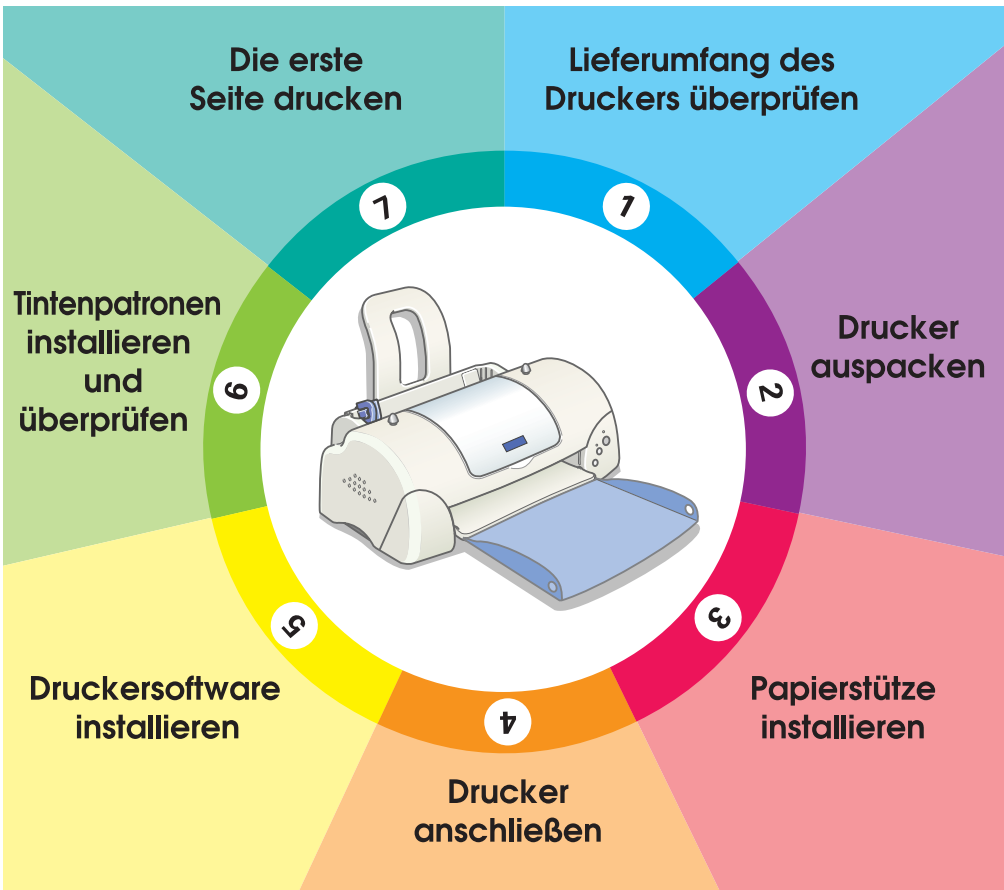 1
Lieferumfang des
Druckers überprüfen
2
Drucker
auspacken
3
Papierstütze
installieren
4
Drucker
anschließen
5
Druckersoftware
installieren
6
Tintenpatronen
installieren
und
überprüfen
7
Die erste
Seite drucken